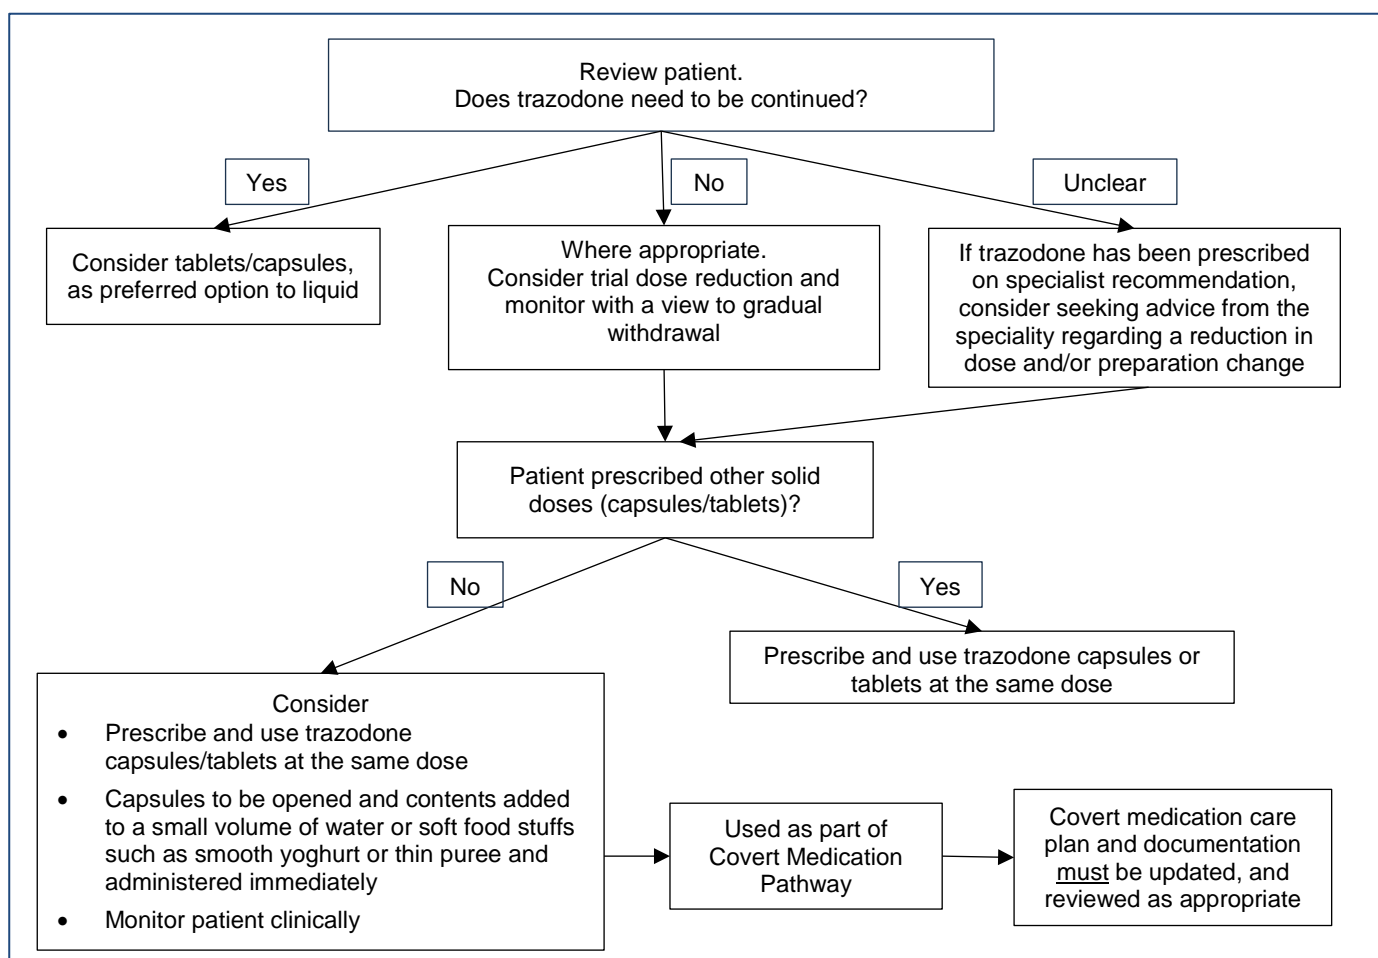 Review patient.
Does trazodone need to be continued?
Yes
No
Unclear
Consider tablets/capsules,
as preferred option to liquid
Where appropriate.
Consider trial dose reduction and
monitor with a view to gradual
withdrawal
If trazodone has been prescribed
on specialist recommendation,
consider seeking advice from the
speciality regarding a reduction in
dose and/or preparation change
Patient prescribed other solid
doses (capsules/tablets)?
No
Yes
Prescribe and use trazodone capsules or
tablets at the same dose
Consider
• Prescribe and use trazodone
capsules/tablets at the same dose
• Capsules to be opened and contents added
to a small volume of water or soft food stuffs
such as smooth yoghurt or thin puree and
administered immediately
• Monitor patient clinically
Used as part of
Covert Medication
Pathway
Covert medication care
plan and documentation
must be updated, and
reviewed as appropriate